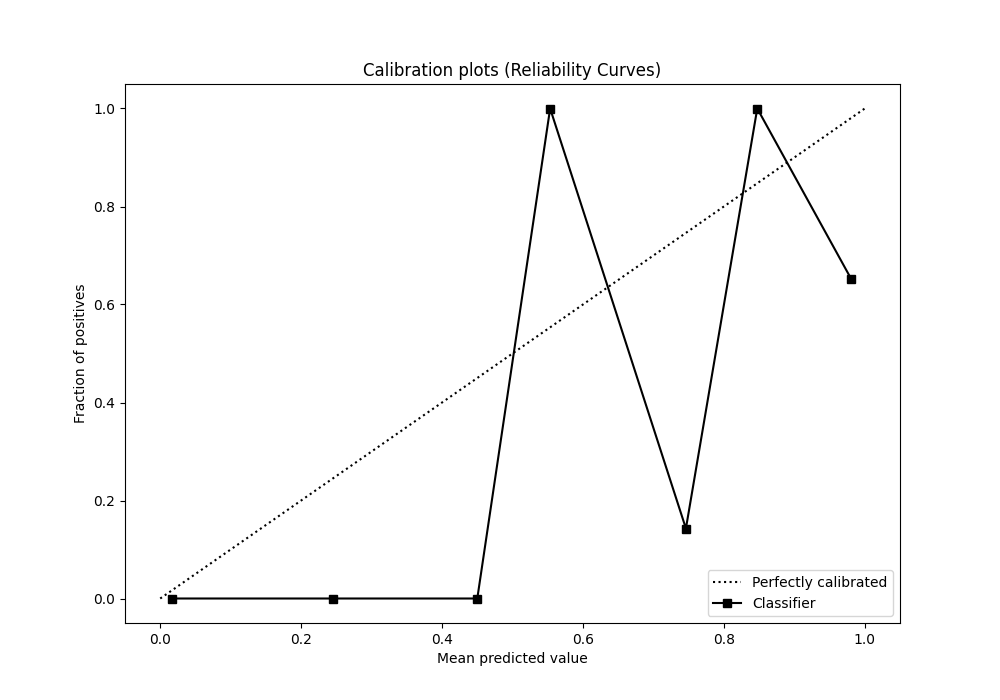 Calibration plots (Reliability Curves)
Fraction of positives
1.0
0.8
0.6
0.4
0.2
0.0
0.0 0.2 0.4 0.6 0.8 1.0
Mean predicted value
Perfectly calibrated
Classifier